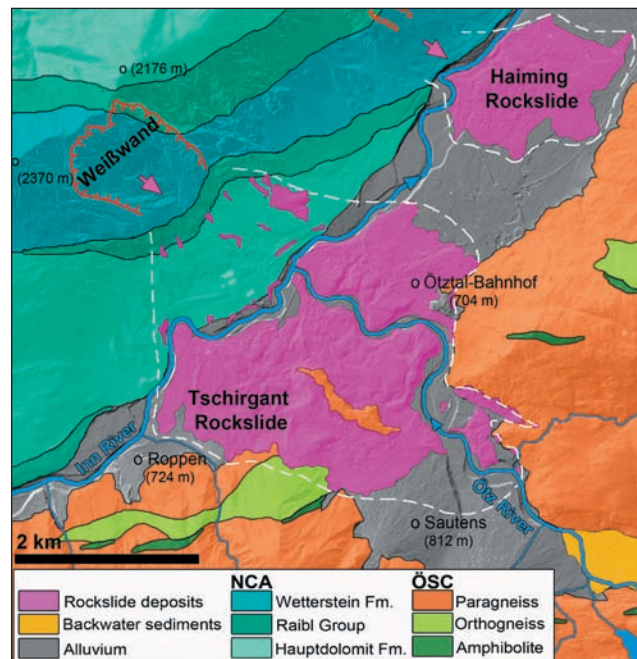 o (2176 m)
Haiming
Rockslide
Weißwand
o
(2370 m)
o Ötztal-Bahnhof
(704 m)
Tschirgant
Rockslide
Inn River
o Roppen
(724 m)
Ötz River
o Sautens
(812 m)
2 km
NCA
ÖSC
Rockslide deposits
Wetterstein Fm.
Paragneiss
Backwater sediments
Raibl Group
Orthogneiss
Alluvium
Hauptdolomit Fm.
Amphibolite